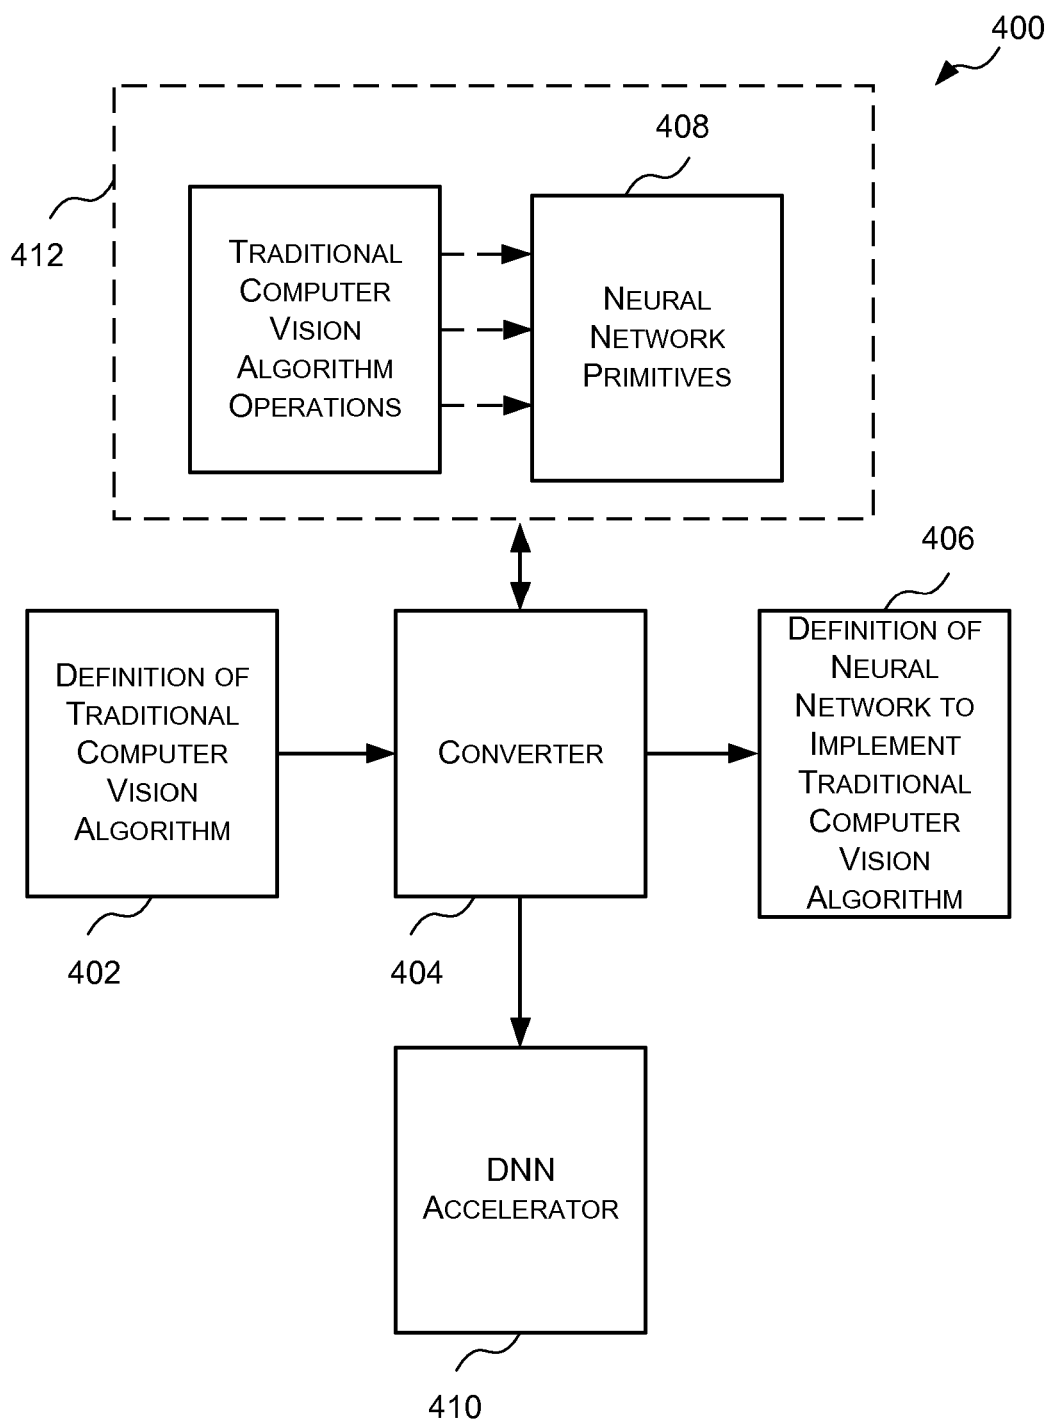 400
408
412
TRADITIONAL
COMPUTER
VISION
ALGORITHM
OPERATIONS
NEURAL
NETWORK
PRIMITIVES
406
DEFINITION OF
TRADITIONAL
COMPUTER
VISION
ALGORITHM
CONVERTER
DEFINITION OF
NEURAL
NETWORK TO
IMPLEMENT
TRADITIONAL
COMPUTER
VISION
ALGORITHM
402
404
DNN
ACCELERATOR
410